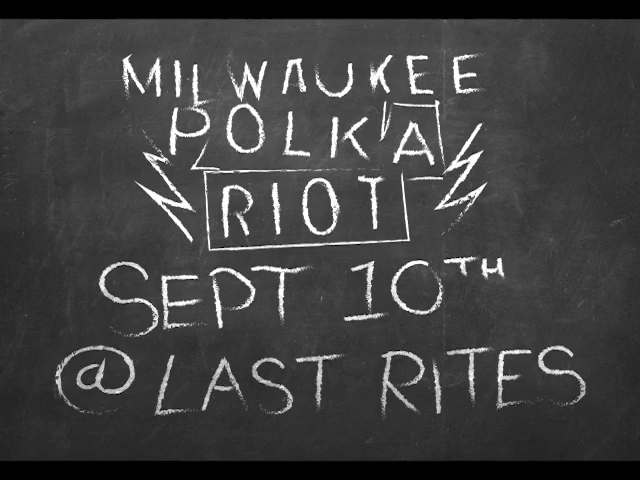 MILWAUKEE
POLKA
RIOT
SEPT 10TH
@ LAST RITES